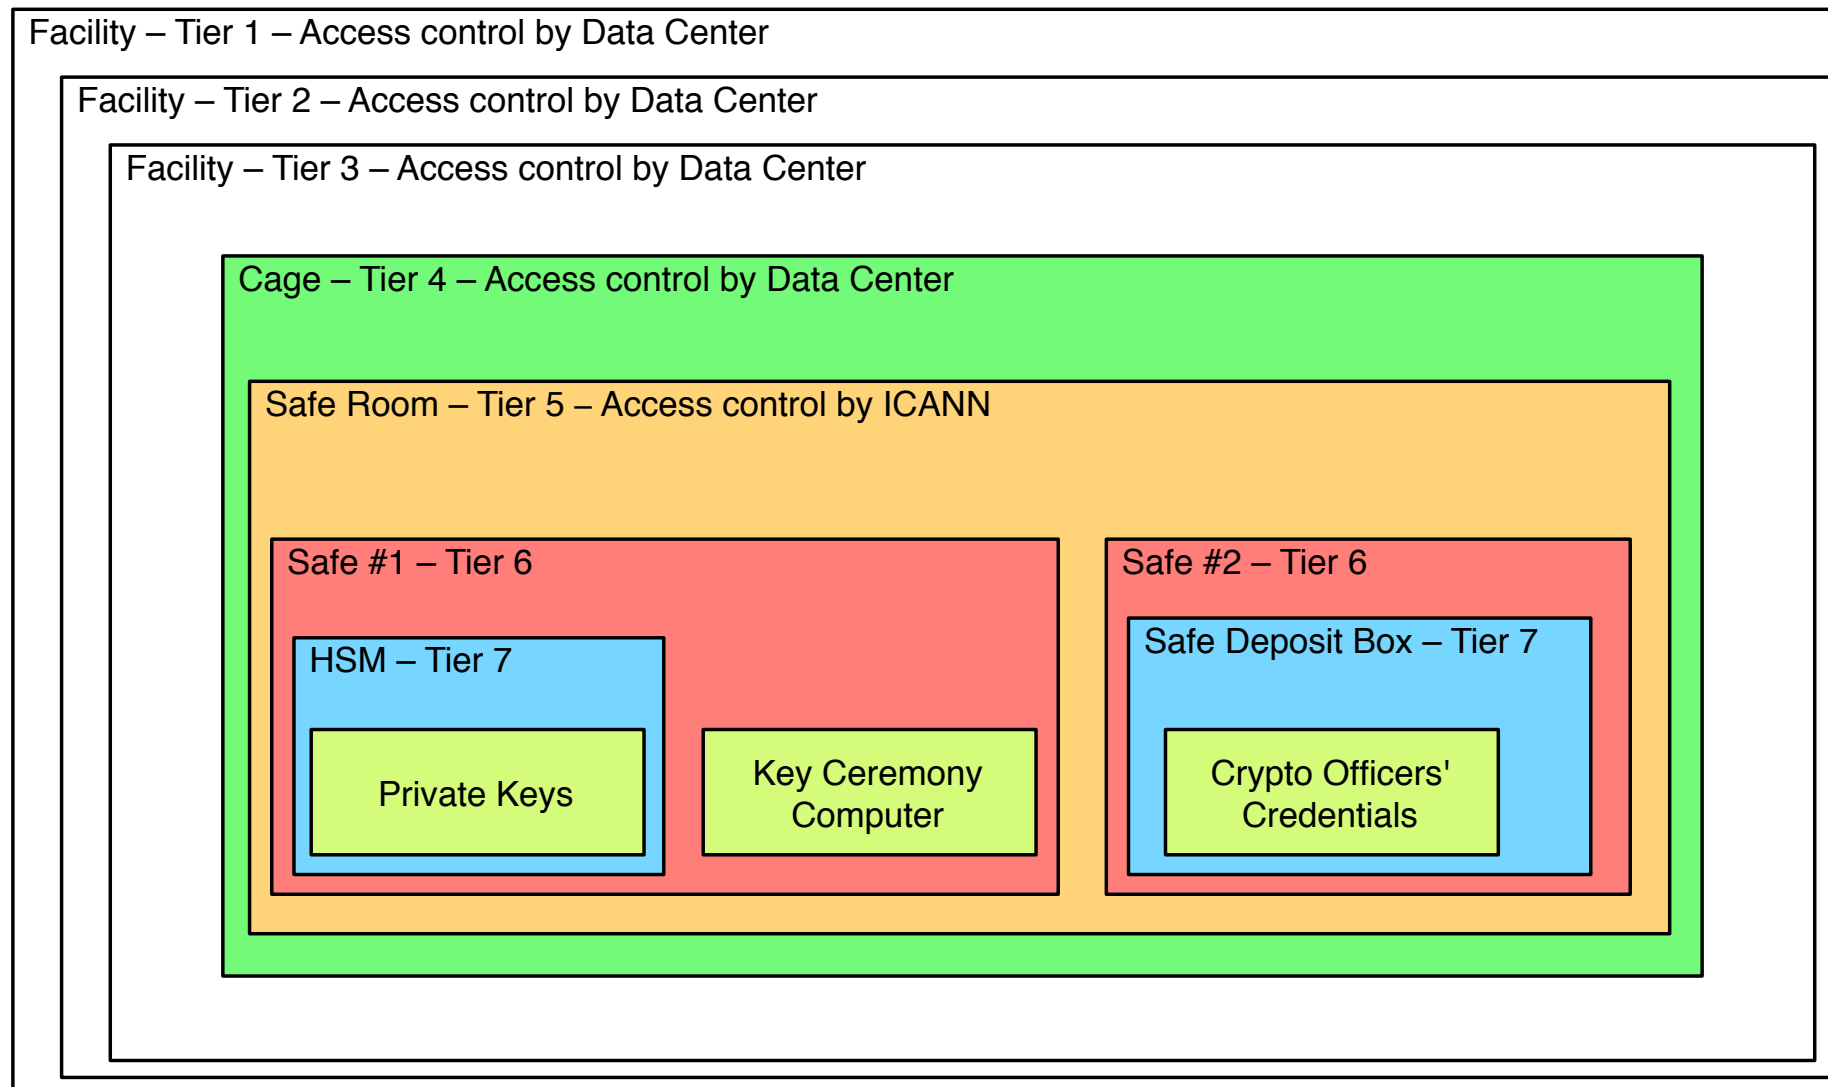 Facility – Tier 1 – Access control by Data Center
Facility – Tier 2 – Access control by Data Center
Facility – Tier 3 – Access control by Data Center
Cage – Tier 4 – Access control by Data Center
Safe Room – Tier 5 – Access control by ICANN
Safe #1 – Tier 6
HSM – Tier 7
Private Keys
Key Ceremony
Computer
Safe #2 – Tier 6
Safe Deposit Box – Tier 7
Crypto Officers'
Credentials